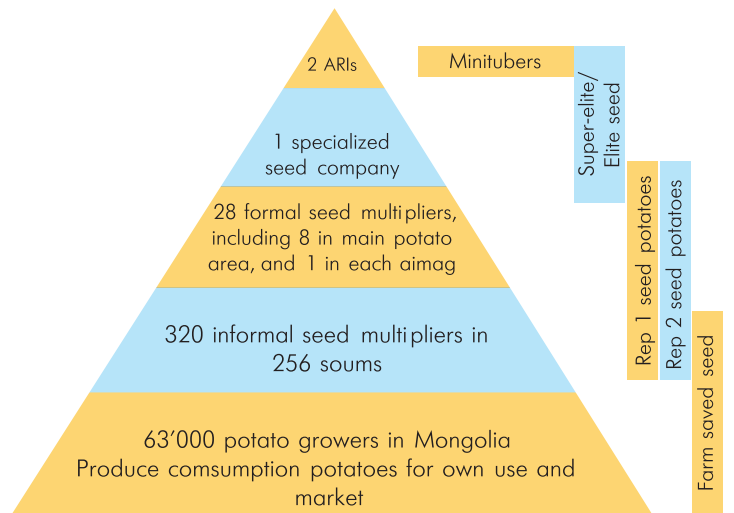 2 ARIs
1 specialized
seed company
28 formal seed multipliers,
including 8 in main potato
area, and 1 in each aimag
320 informal seed multipliers in
256 soums
63'000 potato growers in Mongolia
Produce comsumption potatoes for own use and
market
Minitubers
Super-elite/
Elite seed
Rep 1 seed potatoes
Rep 2 seed potatoes
Farm saved seed